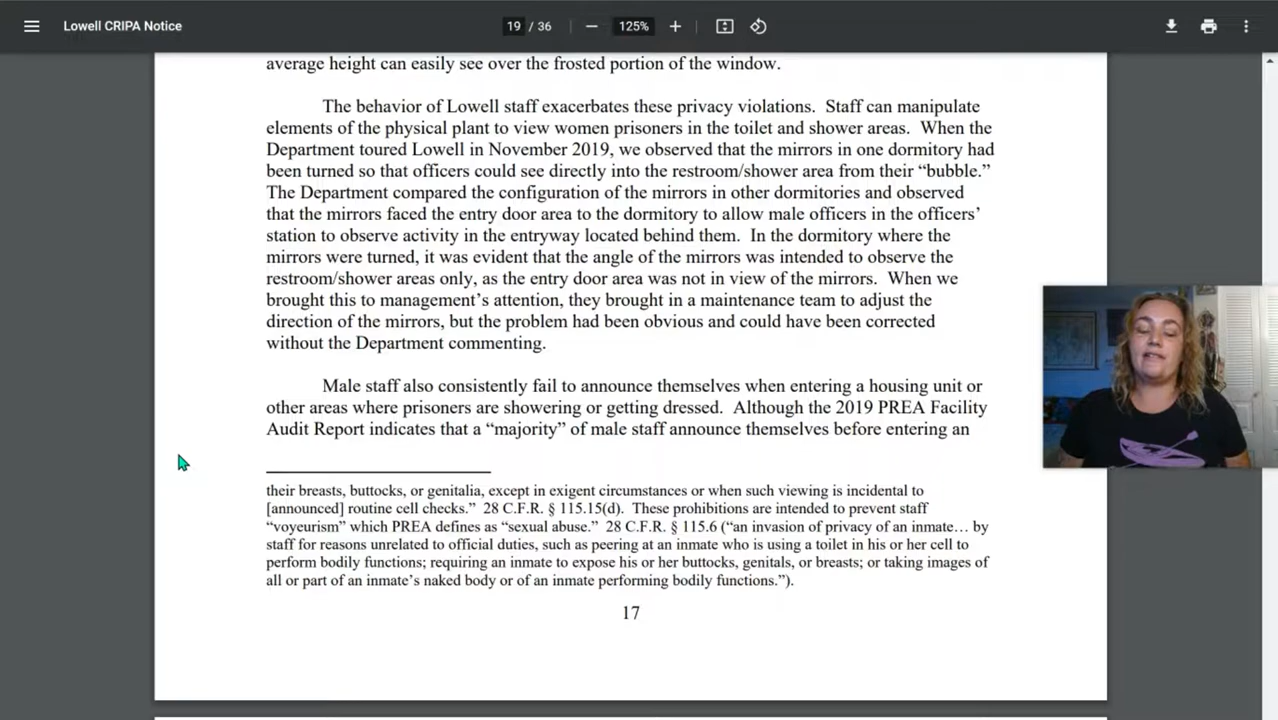 Lowell CRIPA Notice
19 / 36
125%
average height can easily see over the frosted portion of the window.
The behavior of Lowell staff exacerbates these privacy violations. Staff can manipulate
elements of the physical plant to view women prisoners in the toilet and shower areas. When the
Department toured Lowell in November 2019, we observed that the mirrors in one dormitory had
been turned so that officers could see directly into the restroom/shower area from their “bubble.”
The Department compared the configuration of the mirrors in other dormitories and observed
that the mirrors faced the entry door area to the dormitory to allow male officers in the officers’
station to observe activity in the entryway located behind them. In the dormitory where the
mirrors were turned, it was evident that the angle of the mirrors was intended to observe the
restroom/shower areas only, as the entry door area was not in view of the mirrors. When we
brought this to management’s attention, they brought in a maintenance team to adjust the
direction of the mirrors, but the problem had been obvious and could have been corrected
without the Department commenting.
Male staff also consistently fail to announce themselves when entering a housing unit or
other areas where prisoners are showering or getting dressed. Although the 2019 PREA Facility
Audit Report indicates that a “majority” of male staff announce themselves before entering an
their breasts, buttocks, or genitalia, except in exigent circumstances or when such viewing is incidental to
[announced] routine cell checks.” 28 C.F.R. § 115.15(d). These prohibitions are intended to prevent staff
“voyeurism” which PREA defines as “sexual abuse.” 28 C.F.R. § 115.6 (“an invasion of privacy of an inmate… by
staff for reasons unrelated to official duties, such as peering at an inmate who is using a toilet in his or her cell to
perform bodily functions; requiring an inmate to expose his or her buttocks, genitals, or breasts; or taking images of
all or part of an inmate’s naked body or of an inmate performing bodily functions.”).
17